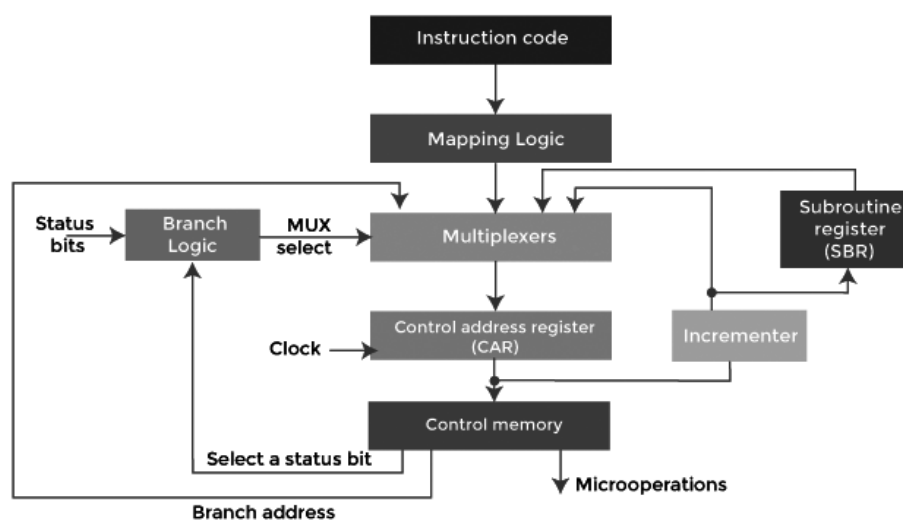 Instruction code
Mapping Logic
Status
bits
Branch
Logic
MUX
select
Multiplexers
Subroutine
register
(SBR)
Clock
Control address register
(CAR)
Incrementer
Control memory
Select a status bit
Microoperations
Branch address